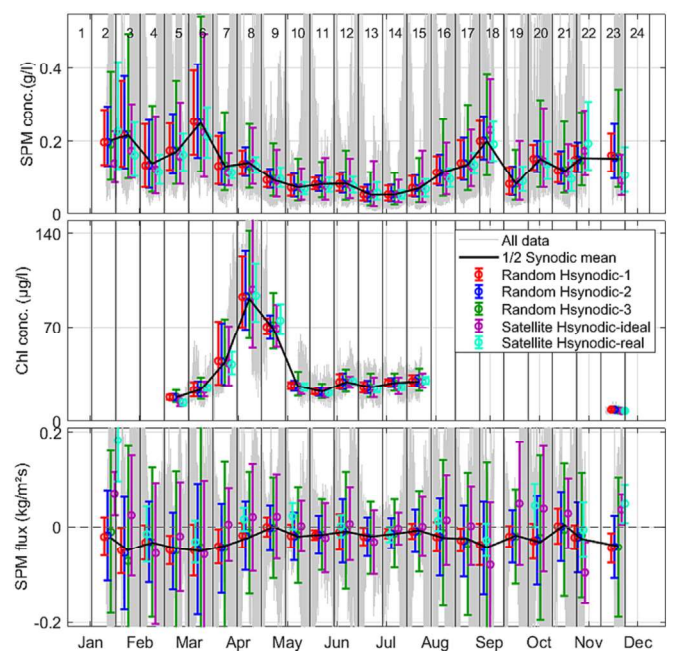 1 2 3 4 5 6 7 8 9 10 11 12 13 14 15 16 17 18 19 20 21 22 23 24
0.4
0.2
0
SPM conc.(g/l)
140
70
0
Chl conc. (µg/l)
All data
1/2 Synodic mean
Random Hsynodic-1
Random Hsynodic-2
Random Hsynodic-3
Satellite Hsynodic-ideal
Satellite Hsynodic-real
0.2
0
-0.2
SPM flux (kg/m²s)
Jan Feb Mar Apr May Jun Jul Aug Sep Oct Nov Dec